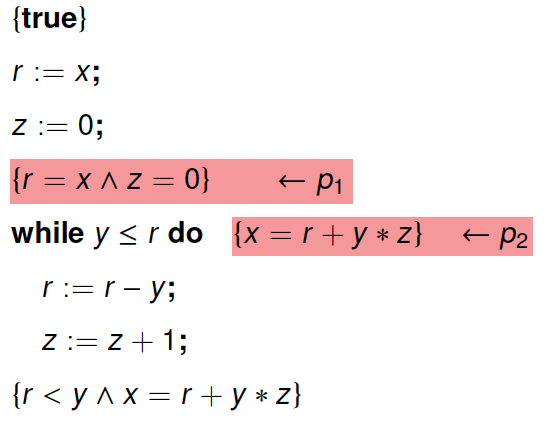 {true}
r := x;
z := 0;
{r = x ∧ z = 0} ← p₁
while y ≤ r do {x = r + y ∗ z} ← p₂
r := r − y;
z := z + 1;
{r < y ∧ x = r + y ∗ z}